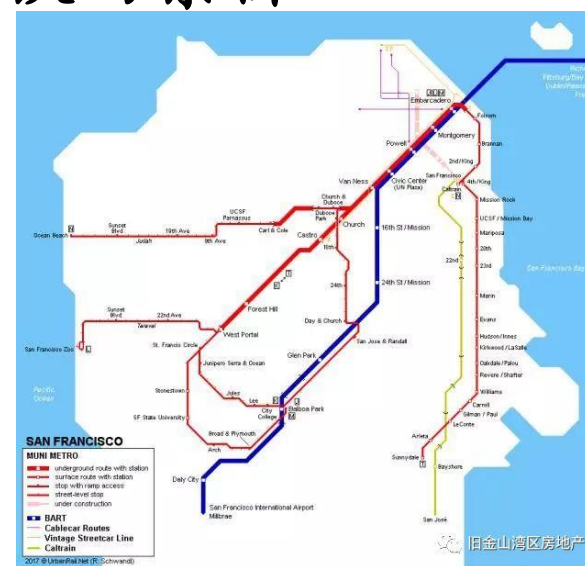 Embarcadero
Folsom
Brannan
Montgomery
Powell
2nd / King
San Francisco
4th / King
Caltrain
Van Ness
Civic Center
(UN Plaza)
Mission Rock
UCSF / Mission Bay
Mariposa
20th
23rd
22nd
Marin
Evans
Hudson / Innes
Kirkwood / LaSalle
Oakdale / Palou
Revere / Shafter
Williams
Carroll
Gilman / Paul
LeConte
Arleta
Sunnydale
T
Bayshore
San José
San Francisco Bay
Church &
Duboce
Duboce
Park
Church
Castro
16th St / Mission
24th St / Mission
24th
UCSF
Parnassus
Carl & Cole
9th Ave
19th Ave
Judah
Sunset
Blvd
Ocean Beach
N
Forest Hill
Day & Church
San Jose & Randall
Glen Park
West Portal
22nd Ave
Taraval
Sunset
Blvd
San Francisco Zoo
L
St. Francis Circle
Junipero Serra & Ocean
Jules
Lee
City
College
Balboa Park
Stonestown
SF State University
Broad & Plymouth
Arch
Daly City
San Francisco International Airport
Millbrae
Pacific
Ocean
SAN FRANCISCO
MUNI METRO
underground route with station
surface route with station
stop with ramp access
street-level stop
under construction
BART
Cablecar Routes
Vintage Streetcar Line
Caltrain
2017 © UrbanRail.Net (R. Schwandl)
旧金山湾区房地产